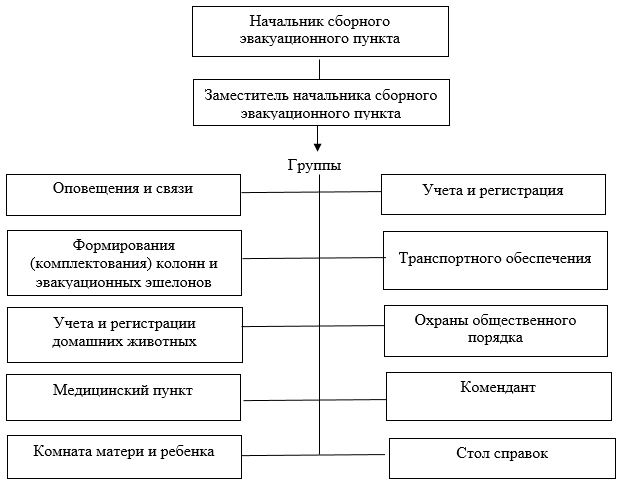 Начальник сборного
эвакуационного пункта
Заместитель начальника сборного
эвакуационного пункта
Группы
Оповещения и связи
Учета и регистрация
Формирования
(комплектования) колонн и
эвакуационных эшелонов
Транспортного обеспечения
Учета и регистрации
домашних животных
Охраны общественного
порядка
Медицинский пункт
Комендант
Комната матери и ребенка
Стол справок